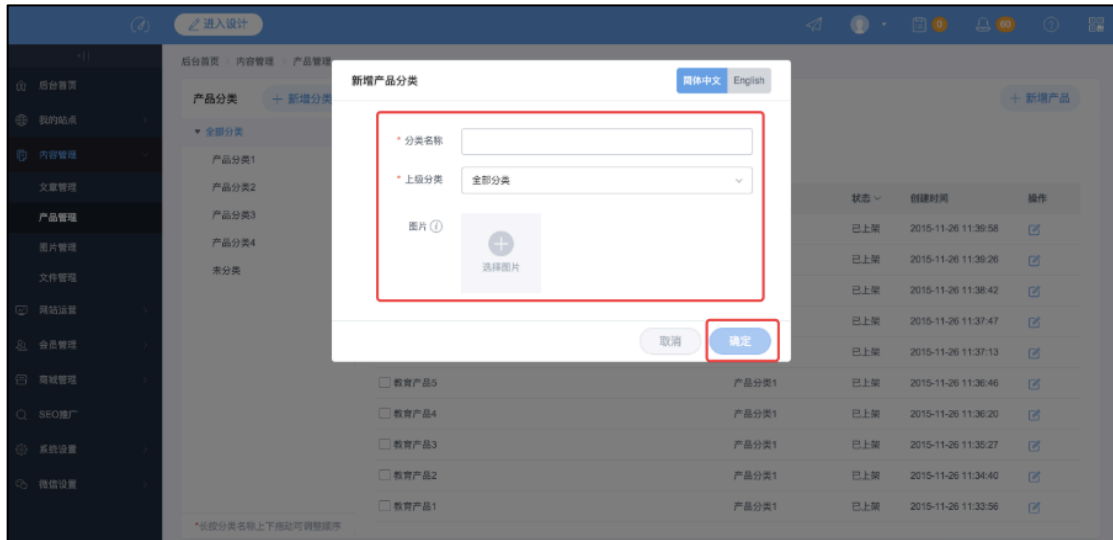 进入设计
0
60
后台首页 / 内容管理 / 产品管理
后台首页
我的站点
内容管理
文章管理
产品管理
图片管理
文件管理
网站运营
会员管理
商城管理
SEO推广
系统设置
微信设置
产品分类
+ 新增分类
全部分类
产品分类1
产品分类2
产品分类3
产品分类4
未分类
*长按分类名称上下拖动可调整顺序
新增产品分类
简体中文 English
* 分类名称
* 上级分类 全部分类
图片
选择图片
取消 确定
+ 新增产品
状态 创建时间 操作
已上架 2015-11-26 11:39:58
已上架 2015-11-26 11:39:26
已上架 2015-11-26 11:38:42
已上架 2015-11-26 11:37:47
已上架 2015-11-26 11:37:13
教育产品5 产品分类1 已上架 2015-11-26 11:36:46
教育产品4 产品分类1 已上架 2015-11-26 11:36:20
教育产品3 产品分类1 已上架 2015-11-26 11:35:27
教育产品2 产品分类1 已上架 2015-11-26 11:34:40
教育产品1 产品分类1 已上架 2015-11-26 11:33:56